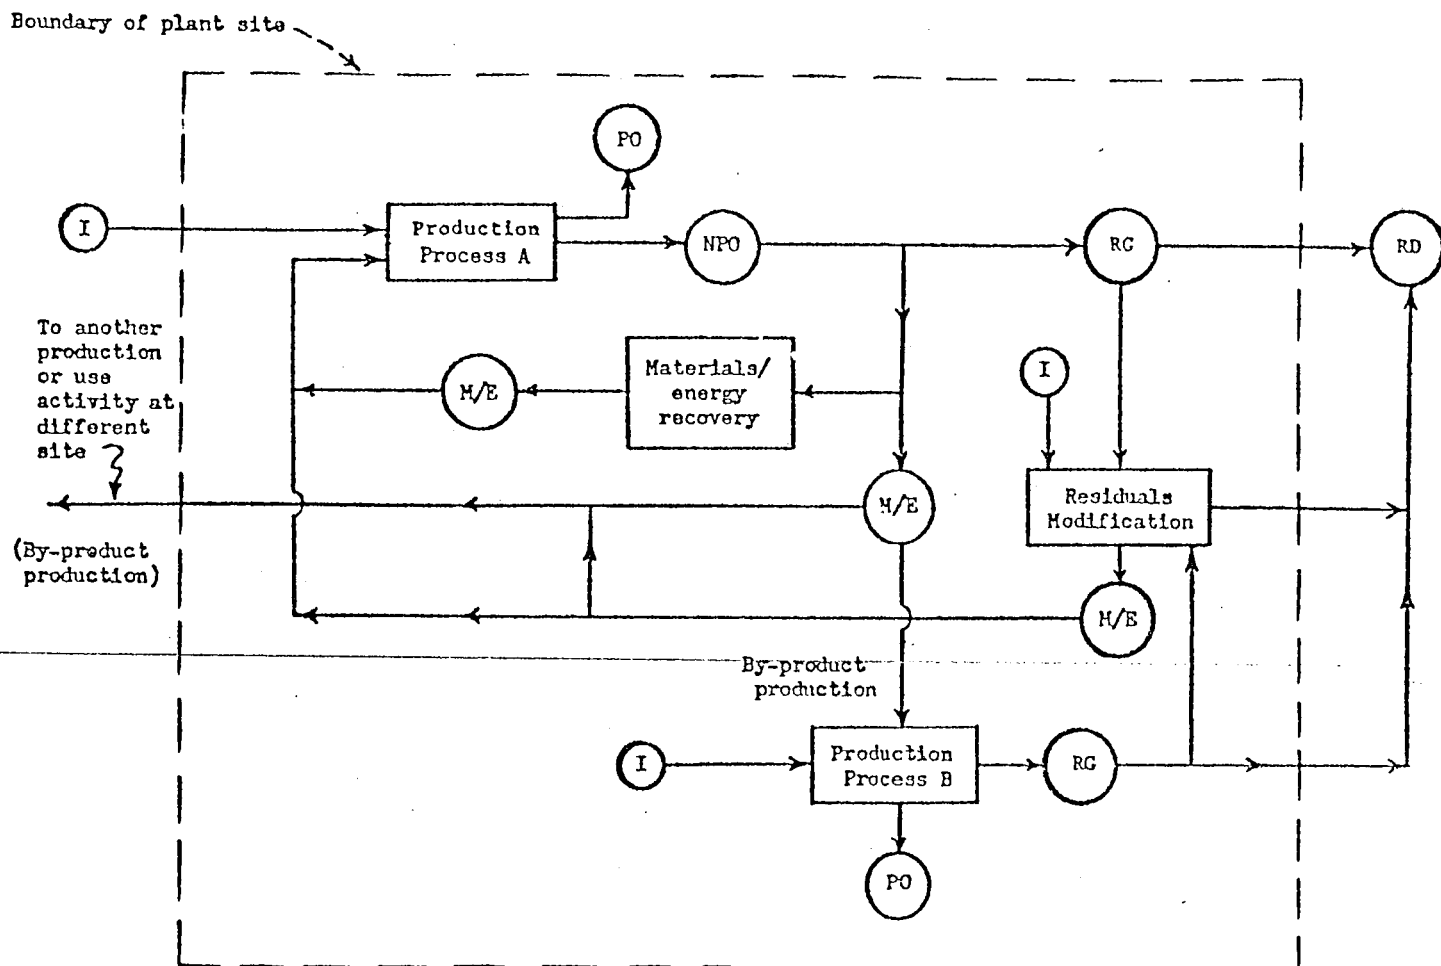 Boundary of plant site
PO
I
Production
Process A
NPO
RG
RD
To another
production
or use
activity at
different
site
M/E
Materials/
energy
recovery
I
M/E
Residuals
Modification
(By-product
production)
M/E
By-product
production
I
Production
Process B
RG
PO